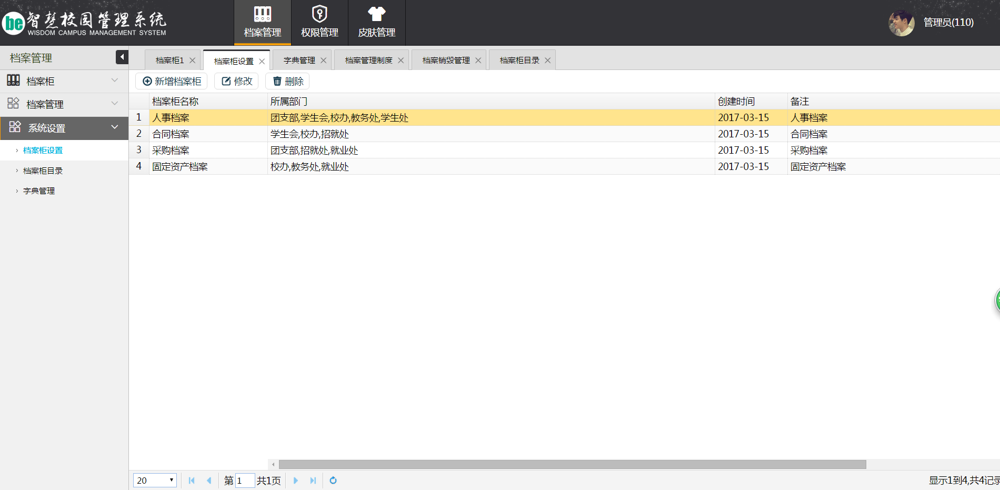 be 智慧校园管理系统
WISDOM CAMPUS MANAGEMENT SYSTEM
档案管理 权限管理 皮肤管理
管理员(110)
档案管理
档案柜
档案管理
系统设置
档案柜设置
档案柜目录
字典管理
档案柜1 档案柜设置 字典管理 档案管理制度 档案销毁管理 档案柜目录
新增档案柜 修改 删除
档案柜名称 所属部门 创建时间 备注
1 人事档案 团支部,学生会,校办,教务处,学生处 2017-03-15 人事档案
2 合同档案 学生会,校办,招就处 2017-03-15 合同档案
3 采购档案 团支部,招就处,就业处 2017-03-15 采购档案
4 固定资产档案 校办,教务处,就业处 2017-03-15 固定资产档案
20 第 1 共1页 显示1到4,共4记录